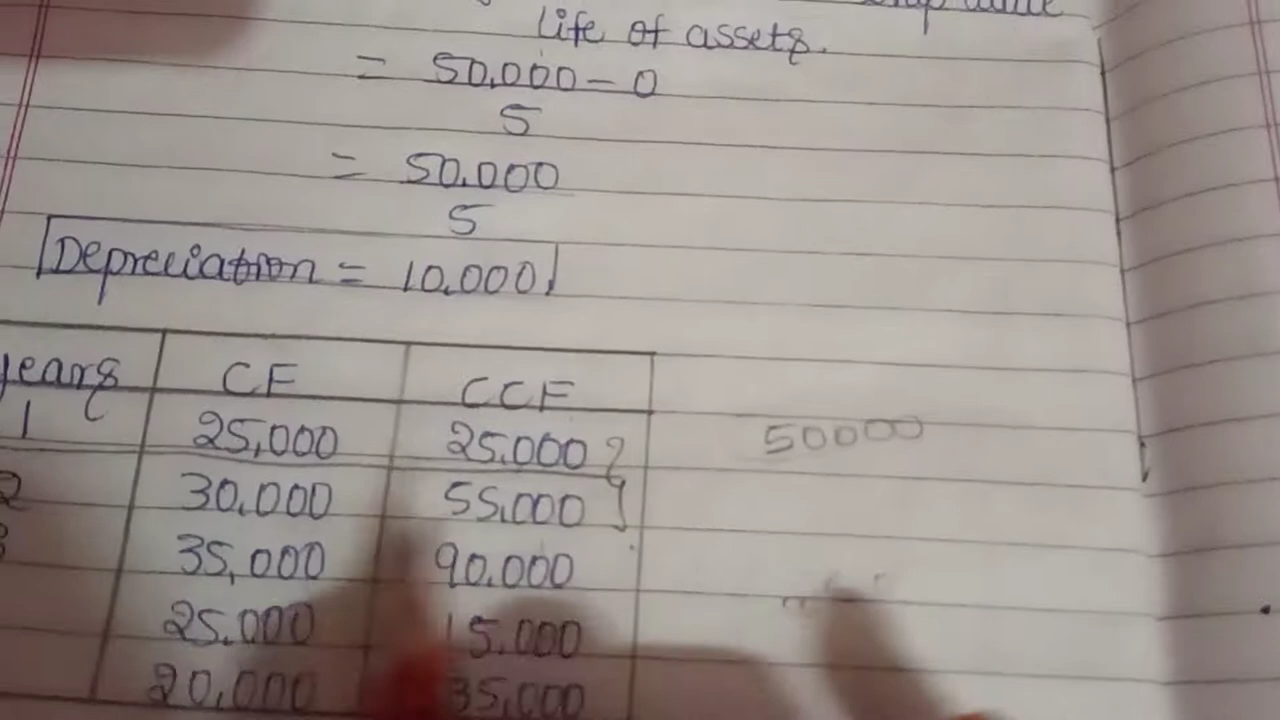 life of assets.
= 50,000 - 0
5
= 50,000
5
Depreciation = 10,000
years CF CCF
1 25,000 25,000 50000
2 30,000 55,000
3 35,000 90,000
25,000 15,000
20,000 35,000